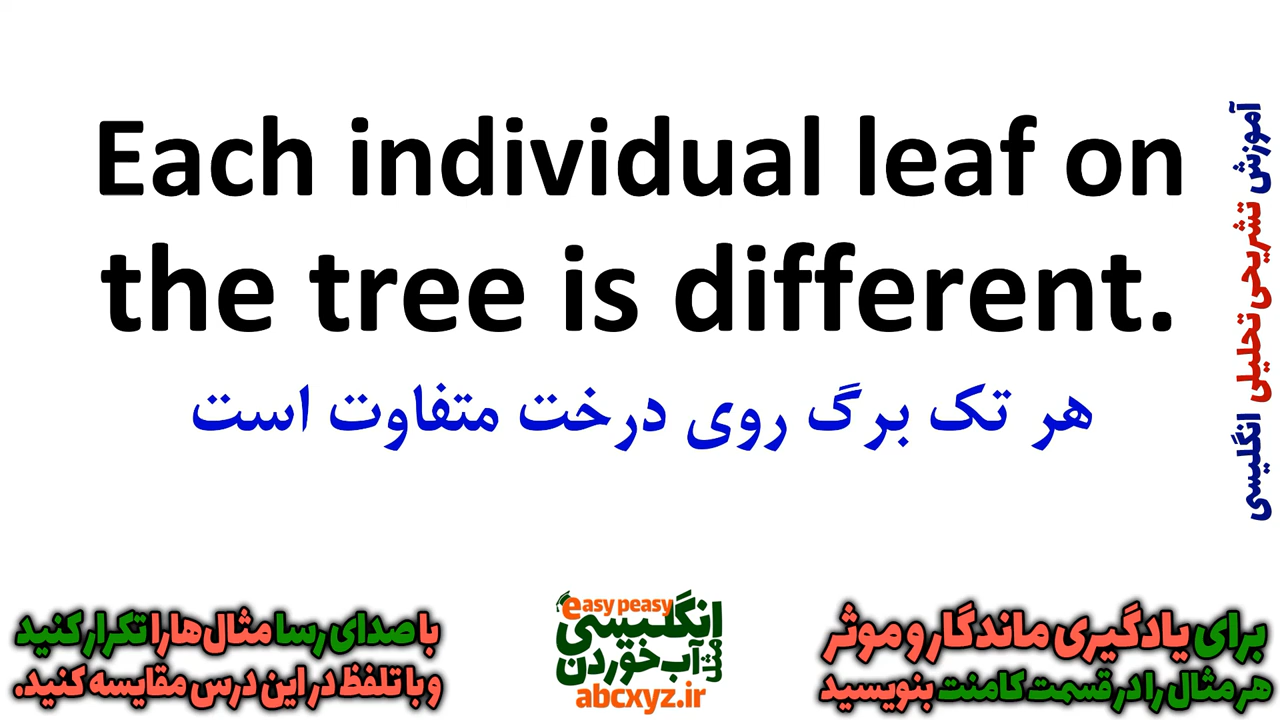 Each individual leaf on
the tree is different.
هر تک برگ روی درخت متفاوت است
آموزش تشریحی تحلیلی انگلیسی
برای یادگیری ماندگار و موثر
هر مثال را در قسمت کامنت بنویسید
easy peasy
انگلیسی
مثل
آب خوردن
abcxyz.ir
با صدای رسا مثال‌ها را تکرار کنید
و با تلفظ در این درس مقایسه کنید.